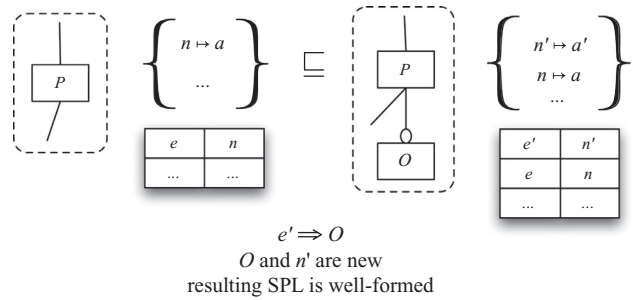 P
n ↦ a
...
e n
... ...
⊑
P
O
n' ↦ a'
n ↦ a
...
e' n'
e n
... ...
e' ⟹ O
O and n' are new
resulting SPL is well-formed